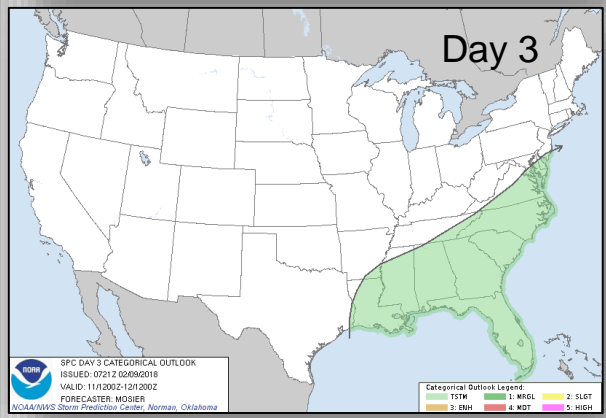 Day 3
NOAA
SPC DAY 3 CATEGORICAL OUTLOOK
ISSUED: 0721Z 02/09/2018
VALID: 11/1200Z-12/1200Z
FORECASTER: MOSIER
NOAA/NWS Storm Prediction Center, Norman, Oklahoma
Categorical Outlook Legend:
TSTM 1: MRGL 2: SLGT
3: ENH 4: MDT 5: HIGH